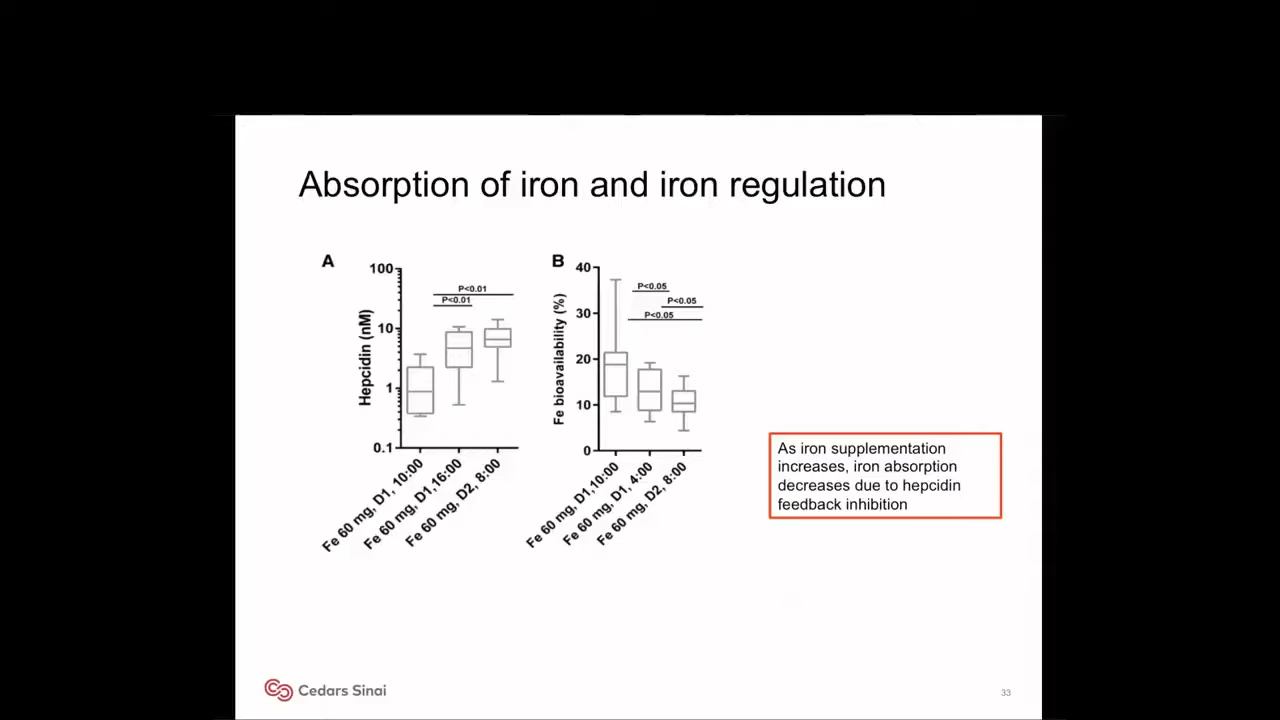 Absorption of iron and iron regulation
A
100
10
1
0.1
Hepcidin (nM)
P<0.01
P<0.01
Fe 60 mg, D1, 10:00
Fe 60 mg, D1,16:00
Fe 60 mg, D2, 8:00
B
40
30
20
10
0
Fe bioavailability (%)
P<0.05
P<0.05
P<0.05
Fe 60 mg, D1,10:00
Fe 60 mg, D1, 4:00
Fe 60 mg, D2, 8:00
As iron supplementation
increases, iron absorption
decreases due to hepcidin
feedback inhibition
Cedars Sinai
33